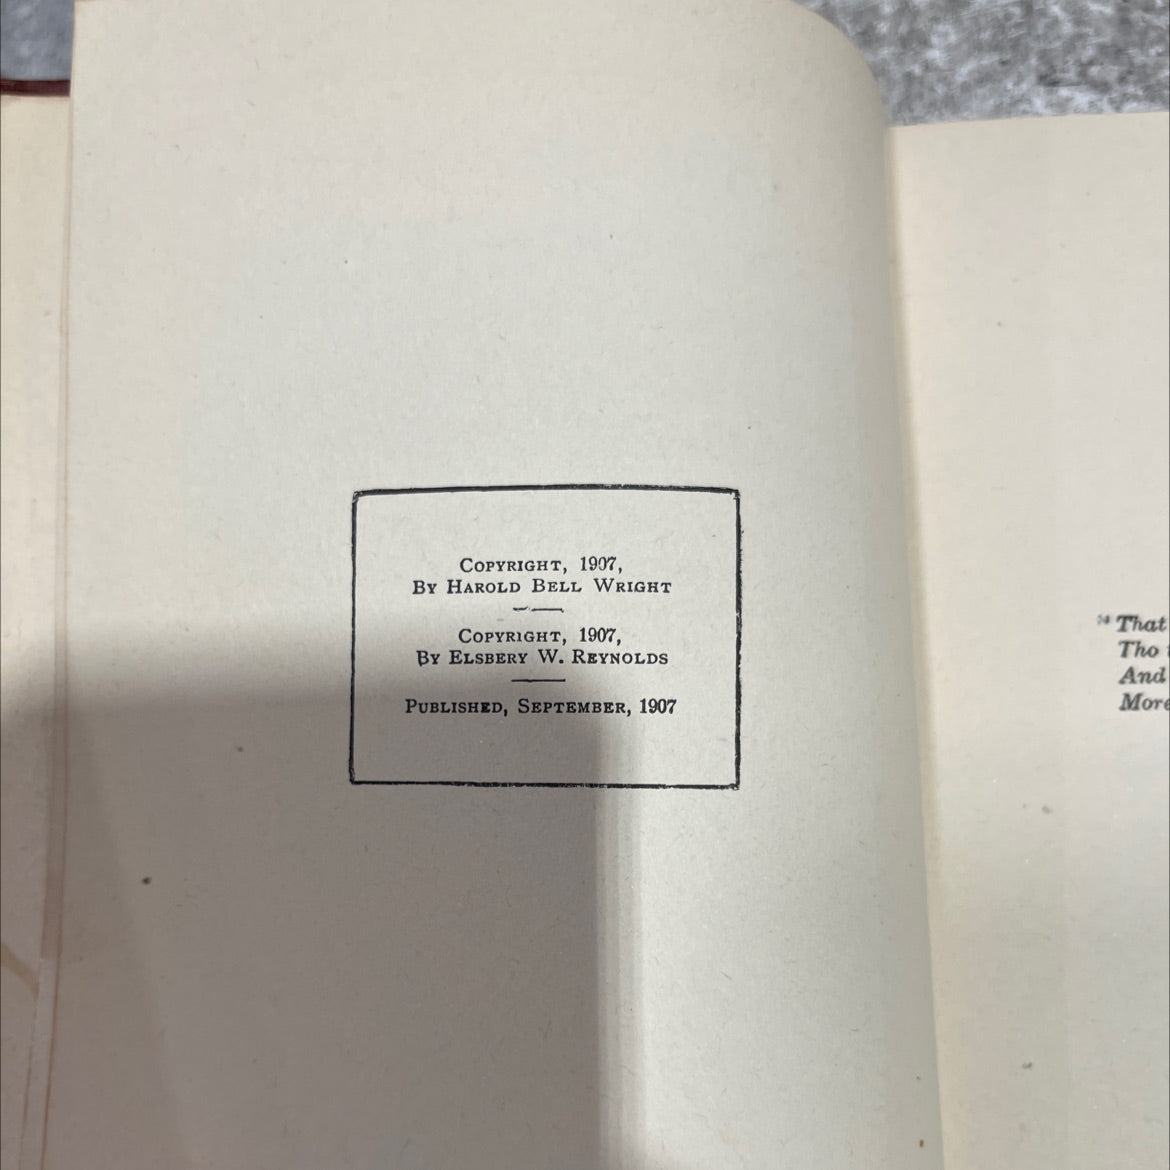 Copyright, 1907,
By Harold Bell Wright
Copyright, 1907,
By Elsbery W. Reynolds
Published, September, 1907
" That
Tho
And
More